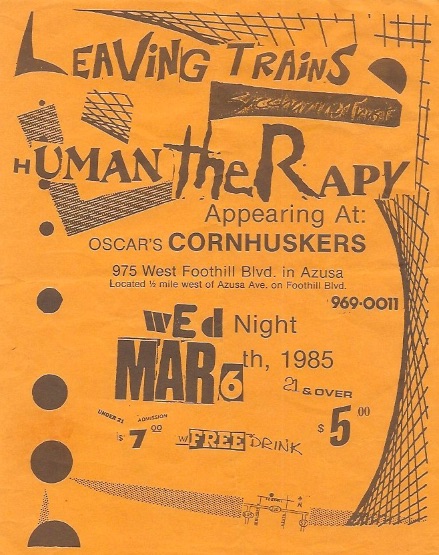 LEAVING TRAINS
HUMAN theRAPY
Appearing At:
OSCAR'S CORNHUSKERS
975 West Foothill Blvd. in Azusa
Located ½ mile west of Azusa Ave. on Foothill Blvd.
969-0011
WEd Night
MAR 6th, 1985
21 & OVER
$5.00
UNDER 21 ADMISSION
$7.00 W/ FREE DRINK